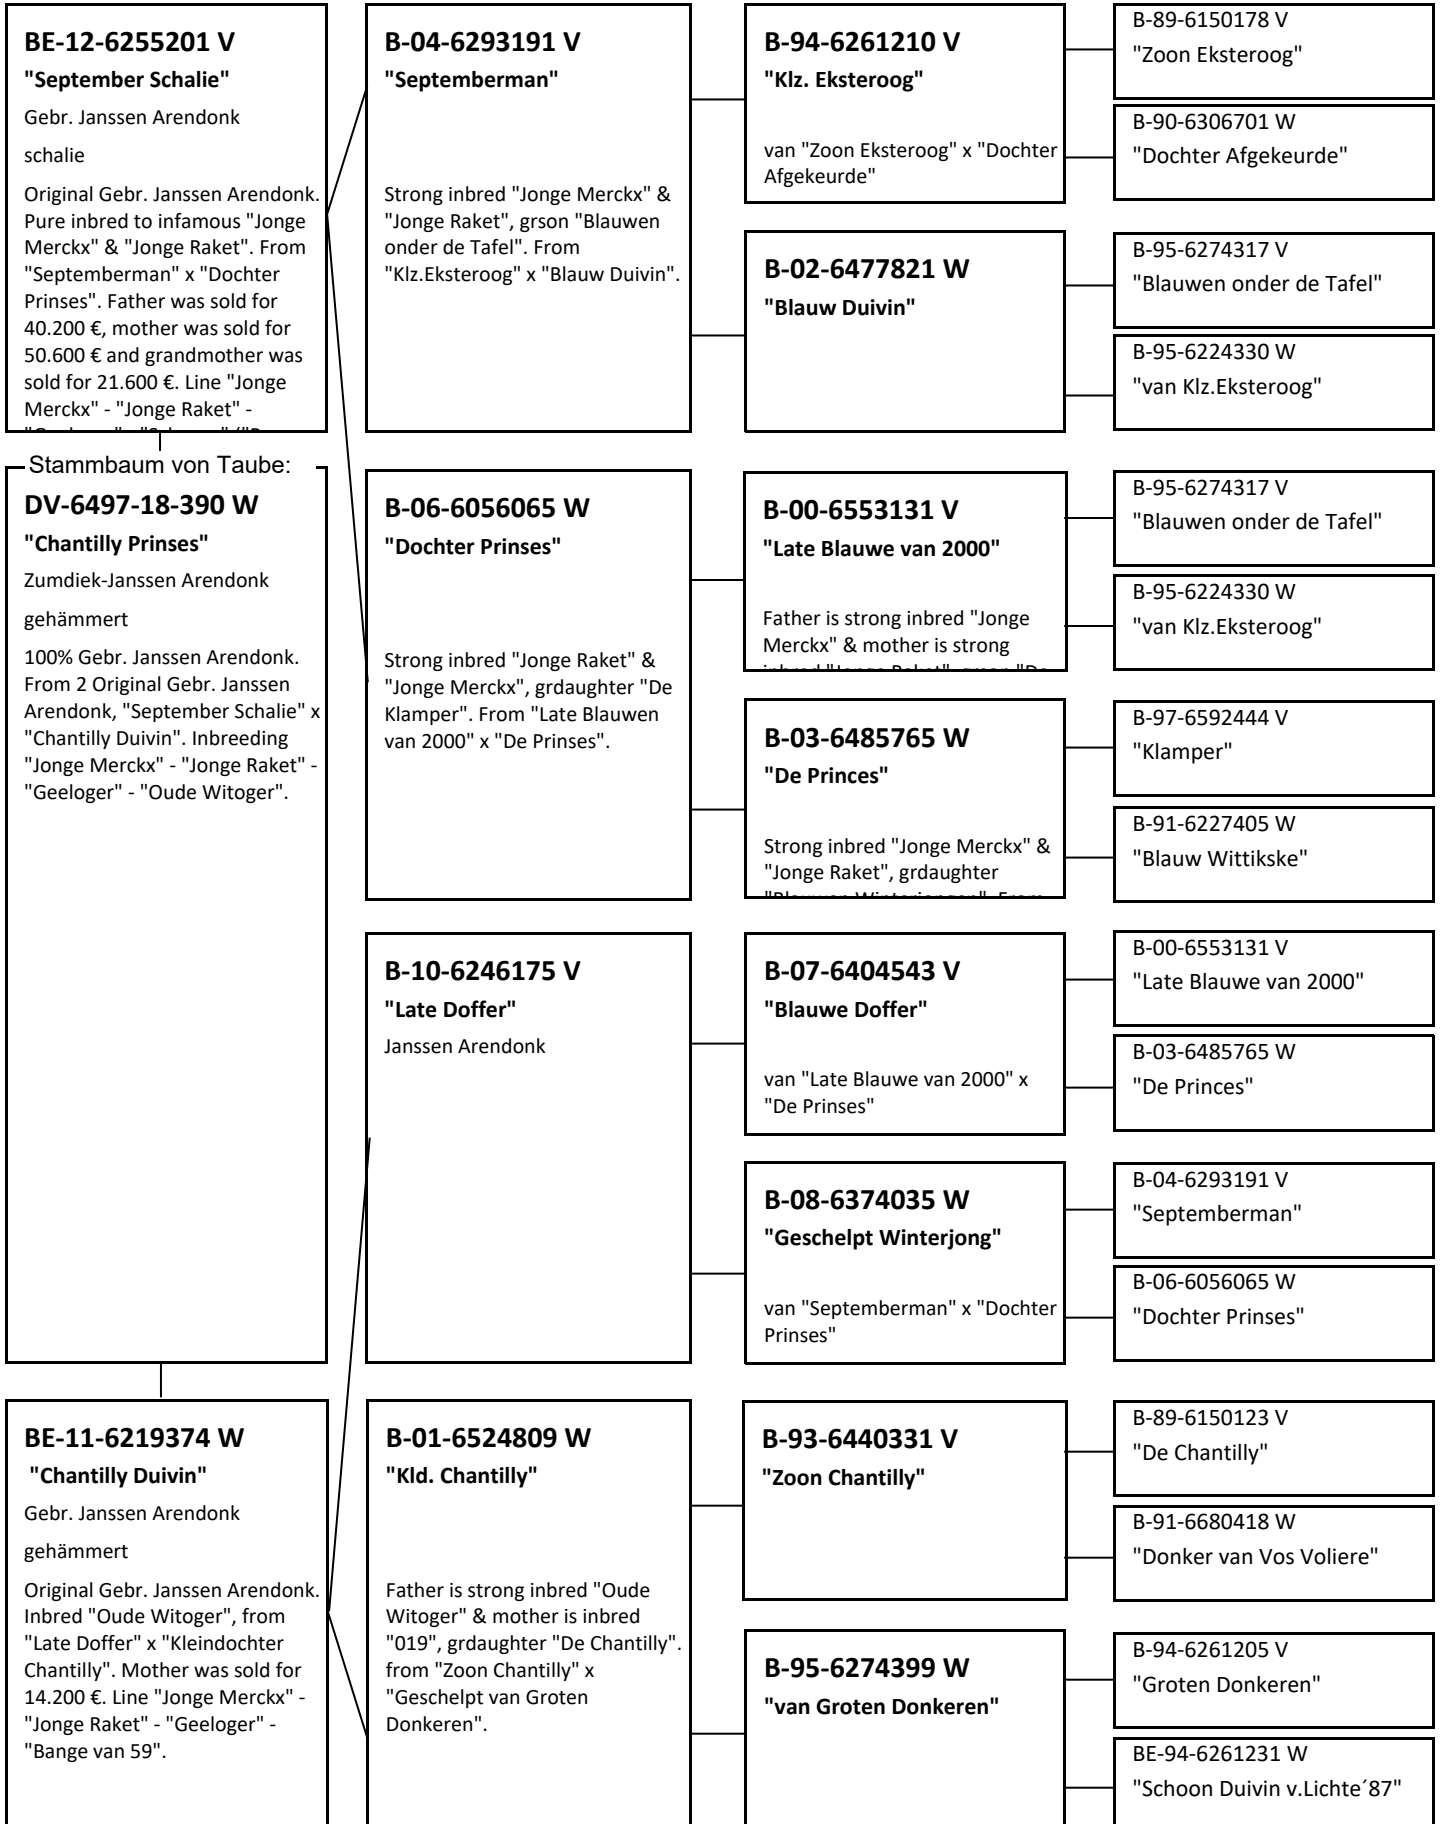 BE-12-6255201 V
"September Schalie"
Gebr. Janssen Arendonk
schalie
Original Gebr. Janssen Arendonk.
Pure inbred to infamous "Jonge
Merckx" & "Jonge Raket". From
"Septemberman" x "Dochter
Prinses". Father was sold for
40.200 €, mother was sold for
50.600 € and grandmother was
sold for 21.600 €. Line "Jonge
Merckx" - "Jonge Raket" -
Stammbaum von Taube:
DV-6497-18-390 W
"Chantilly Prinses"
Zumdiek-Janssen Arendonk
gehämmert
100% Gebr. Janssen Arendonk.
From 2 Original Gebr. Janssen
Arendonk, "September Schalie" x
"Chantilly Duivin". Inbreeding
"Jonge Merckx" - "Jonge Raket" -
"Geeloger" - "Oude Witoger".
BE-11-6219374 W
"Chantilly Duivin"
Gebr. Janssen Arendonk
gehämmert
Original Gebr. Janssen Arendonk.
Inbred "Oude Witoger", from
"Late Doffer" x "Kleindochter
Chantilly". Mother was sold for
14.200 €. Line "Jonge Merckx" -
"Jonge Raket" - "Geeloger" -
"Bange van 59".
B-04-6293191 V
"Septemberman"
Strong inbred "Jonge Merckx" &
"Jonge Raket", grson "Blauwen
onder de Tafel". From
"Klz.Eksteroog" x "Blauw Duivin".
B-06-6056065 W
"Dochter Prinses"
Strong inbred "Jonge Raket" &
"Jonge Merckx", grdaughter "De
Klamper". From "Late Blauwen
van 2000" x "De Prinses".
B-10-6246175 V
"Late Doffer"
Janssen Arendonk
B-01-6524809 W
"Kld. Chantilly"
Father is strong inbred "Oude
Witoger" & mother is inbred
"019", grdaughter "De Chantilly".
from "Zoon Chantilly" x
"Geschelpt van Groten
Donkeren".
B-94-6261210 V
"Klz. Eksteroog"
van "Zoon Eksteroog" x "Dochter
Afgekeurde"
B-02-6477821 W
"Blauw Duivin"
B-00-6553131 V
"Late Blauwe van 2000"
Father is strong inbred "Jonge
Merckx" & mother is strong
inbred "Jonge Raket", grson "De
B-03-6485765 W
"De Princes"
Strong inbred "Jonge Merckx" &
"Jonge Raket", grdaughter
"Blauwen Winterjongen". From
B-07-6404543 V
"Blauwe Doffer"
van "Late Blauwe van 2000" x
"De Prinses"
B-08-6374035 W
"Geschelpt Winterjong"
van "Septemberman" x "Dochter
Prinses"
B-93-6440331 V
"Zoon Chantilly"
B-95-6274399 W
"van Groten Donkeren"
B-89-6150178 V
"Zoon Eksteroog"
B-90-6306701 W
"Dochter Afgekeurde"
B-95-6274317 V
"Blauwen onder de Tafel"
B-95-6224330 W
"van Klz.Eksteroog"
B-95-6274317 V
"Blauwen onder de Tafel"
B-95-6224330 W
"van Klz.Eksteroog"
B-97-6592444 V
"Klamper"
B-91-6227405 W
"Blauw Wittikske"
B-00-6553131 V
"Late Blauwe van 2000"
B-03-6485765 W
"De Princes"
B-04-6293191 V
"Septemberman"
B-06-6056065 W
"Dochter Prinses"
B-89-6150123 V
"De Chantilly"
B-91-6680418 W
"Donker van Vos Voliere"
B-94-6261205 V
"Groten Donkeren"
BE-94-6261231 W
"Schoon Duivin v.Lichte´87"